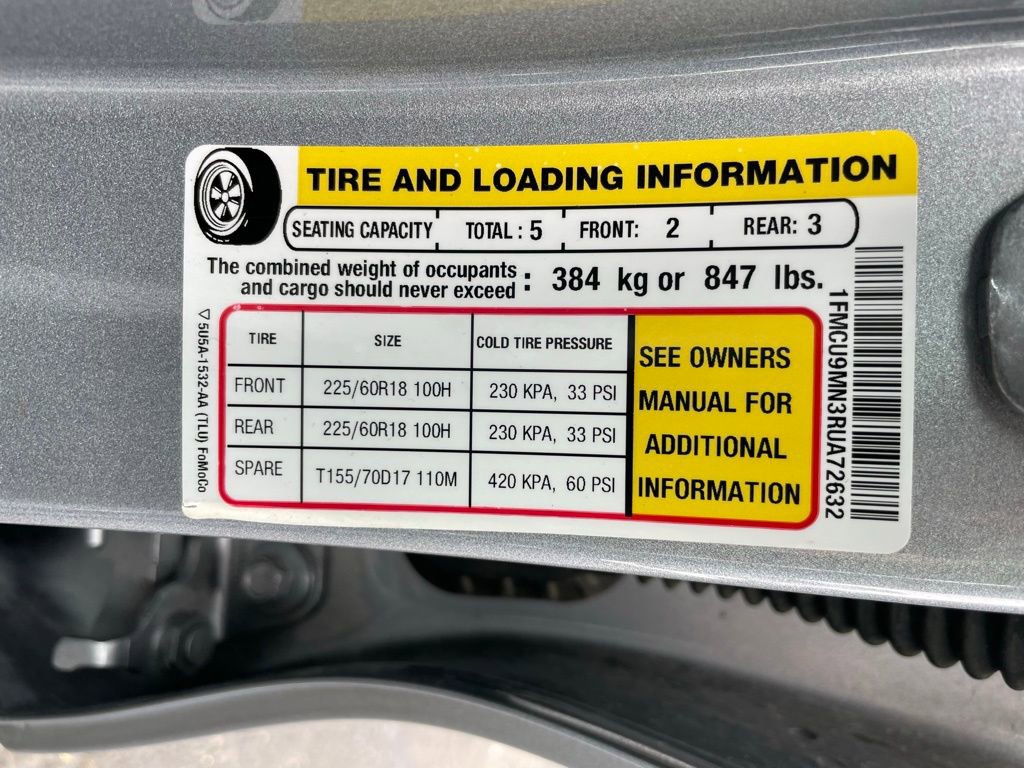 TIRE AND LOADING INFORMATION
SEATING CAPACITY TOTAL : 5 FRONT: 2 REAR: 3
The combined weight of occupants
and cargo should never exceed : 384 kg or 847 lbs.
TIRE SIZE COLD TIRE PRESSURE
FRONT 225/60R18 100H 230 KPA, 33 PSI
REAR 225/60R18 100H 230 KPA, 33 PSI
SPARE T155/70D17 110M 420 KPA, 60 PSI
SEE OWNERS
MANUAL FOR
ADDITIONAL
INFORMATION
5U5A-1532-AA (TLU) FoMoCo
1FMCU9MN3RUA72632